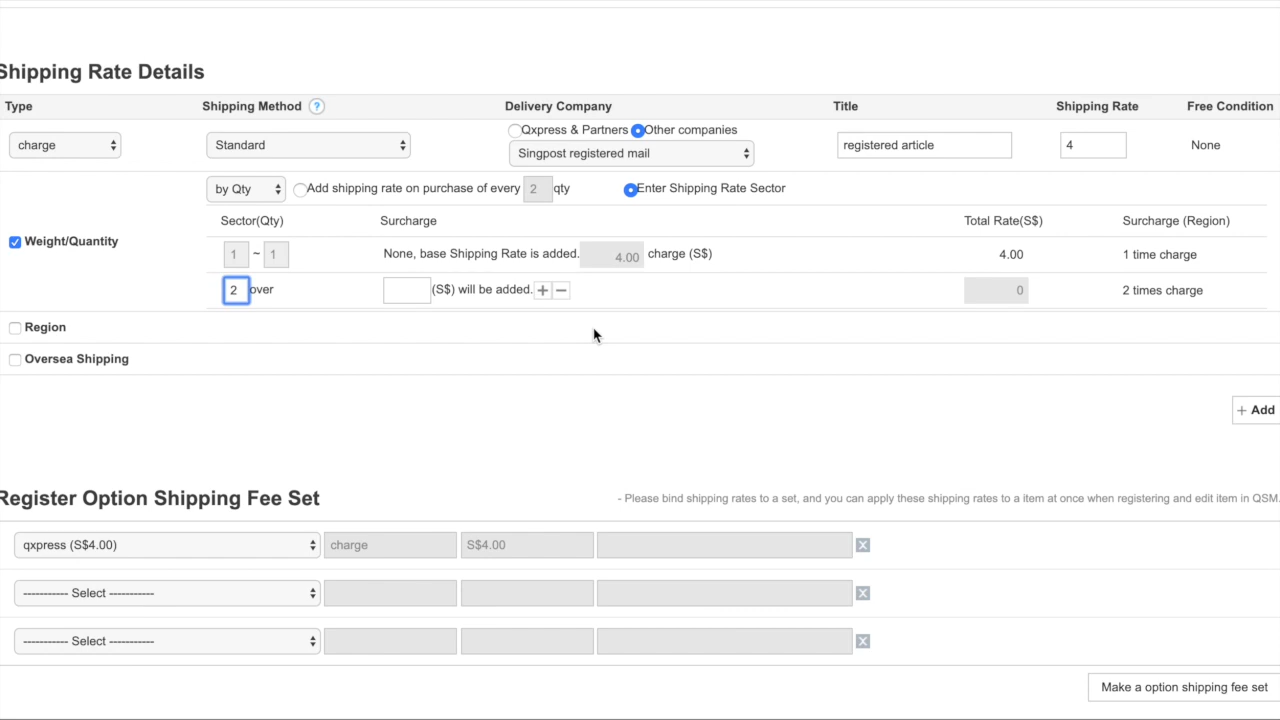 Shipping Rate Details
Type Shipping Method ? Delivery Company Title Shipping Rate Free Condition
charge Standard Qxpress & Partners Other companies registered article 4 None
Singpost registered mail
by Qty Add shipping rate on purchase of every 2 qty Enter Shipping Rate Sector
Sector(Qty) Surcharge Total Rate(S$) Surcharge (Region)
Weight/Quantity
1 ~ 1 None, base Shipping Rate is added. 4.00 charge (S$) 4.00 1 time charge
2 over (S$) will be added. + − 0 2 times charge
Region
Oversea Shipping
+ Add
Register Option Shipping Fee Set - Please bind shipping rates to a set, and you can apply these shipping rates to a item at once when registering and edit item in QSM.
qxpress (S$4.00) charge S$4.00 X
----------- Select ----------- X
----------- Select ----------- X
Make a option shipping fee set